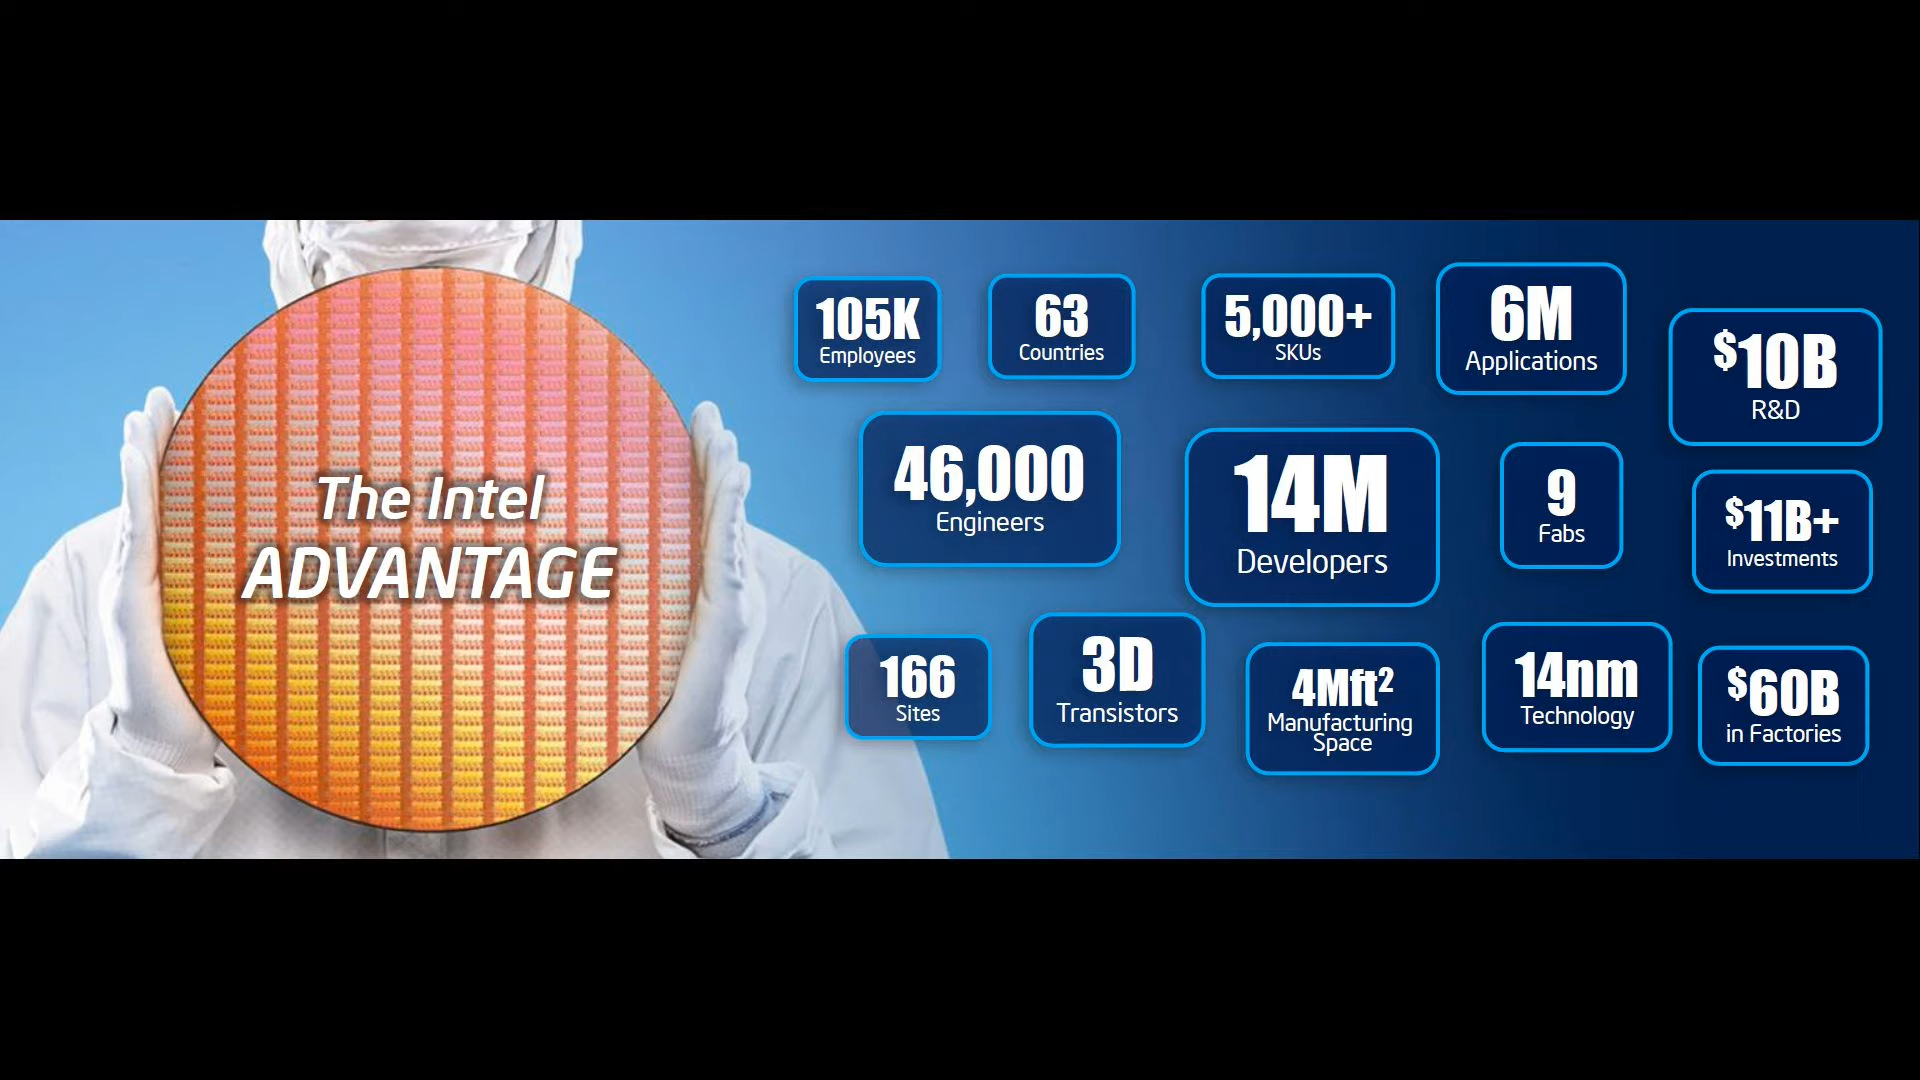 The Intel
ADVANTAGE
105K
Employees
63
Countries
5,000+
SKUs
6M
Applications
$10B
R&D
46,000
Engineers
14M
Developers
9
Fabs
$11B+
Investments
166
Sites
3D
Transistors
4Mft²
Manufacturing
Space
14nm
Technology
$60B
in Factories